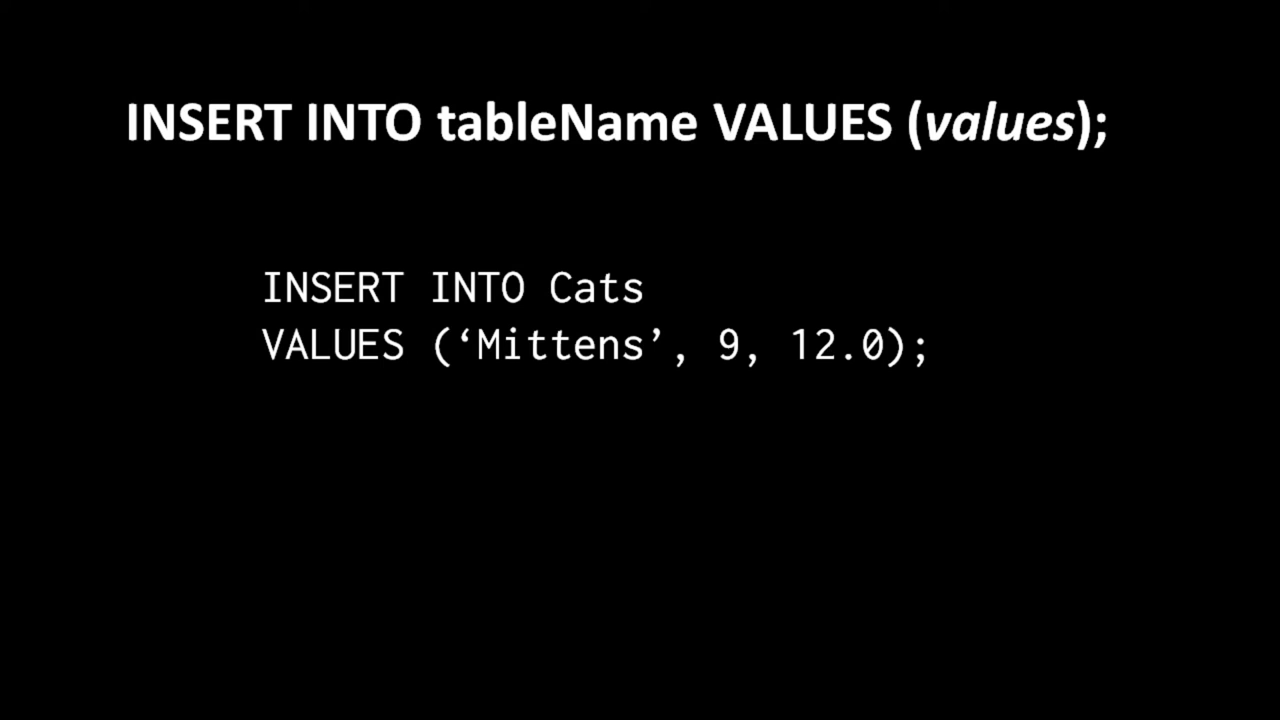 INSERT INTO tableName VALUES (values);
INSERT INTO Cats
VALUES (‘Mittens’, 9, 12.0);